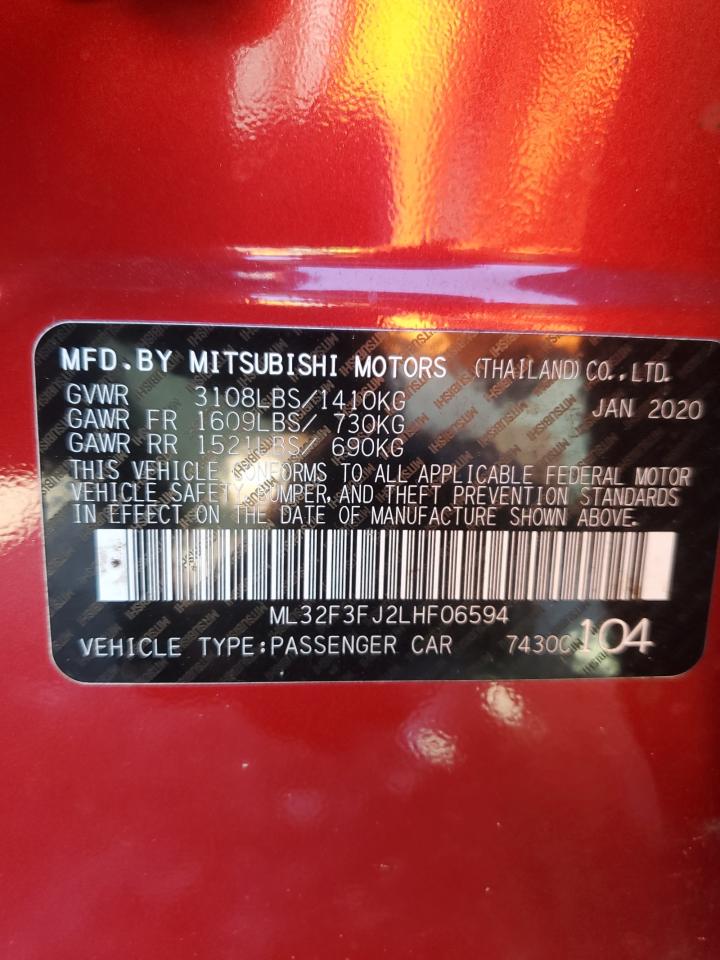 MFD.BY MITSUBISHI MOTORS (THAILAND) CO.,LTD.
GVWR 3108LBS/1410KG JAN 2020
GAWR FR 1609LBS/ 730KG
GAWR RR 1521LBS/ 690KG
THIS VEHICLE CONFORMS TO ALL APPLICABLE FEDERAL MOTOR
VEHICLE SAFETY, BUMPER, AND THEFT PREVENTION STANDARDS
IN EFFECT ON THE DATE OF MANUFACTURE SHOWN ABOVE.
ML32F3FJ2LHF06594
VEHICLE TYPE:PASSENGER CAR 7430C 104